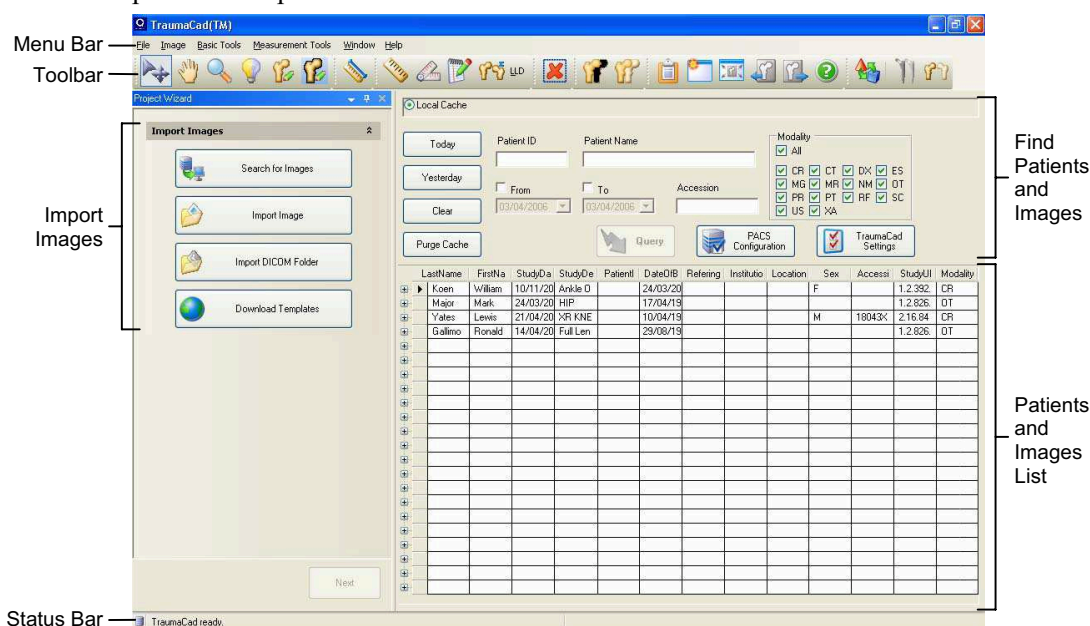 TraumaCad(TM)
Menu Bar
File Image Basic Tools Measurement Tools Window Help
Toolbar
LLD
Project Wizard
Import Images
Search for Images
Import Image
Import DICOM Folder
Download Templates
Import
Images
Next
Local Cache
Today
Yesterday
Clear
Purge Cache
Patient ID
Patient Name
From
To
Accession
03/04/2006
03/04/2006
Modality
All
CR CT DX ES
MG MR NM OT
PR PT RF SC
US XA
Query
PACS
Configuration
TraumaCad
Settings
Find
Patients
and
Images
LastName FirstNa StudyDa StudyDe PatientI DateOfB Refering Institutio Location Sex Accessi StudyUI Modality
Koen William 10/11/20 Ankle O 24/03/20 F 1.2.392. CR
Major Mark 24/03/20 HIP 17/04/19 1.2.826. OT
Yates Lewis 21/04/20 XR KNE 10/04/19 M 18043X 2.16.84 CR
Gallimo Ronald 14/04/20 Full Len 29/08/19 1.2.826. OT
Patients
and
Images
List
Status Bar
TraumaCad ready.